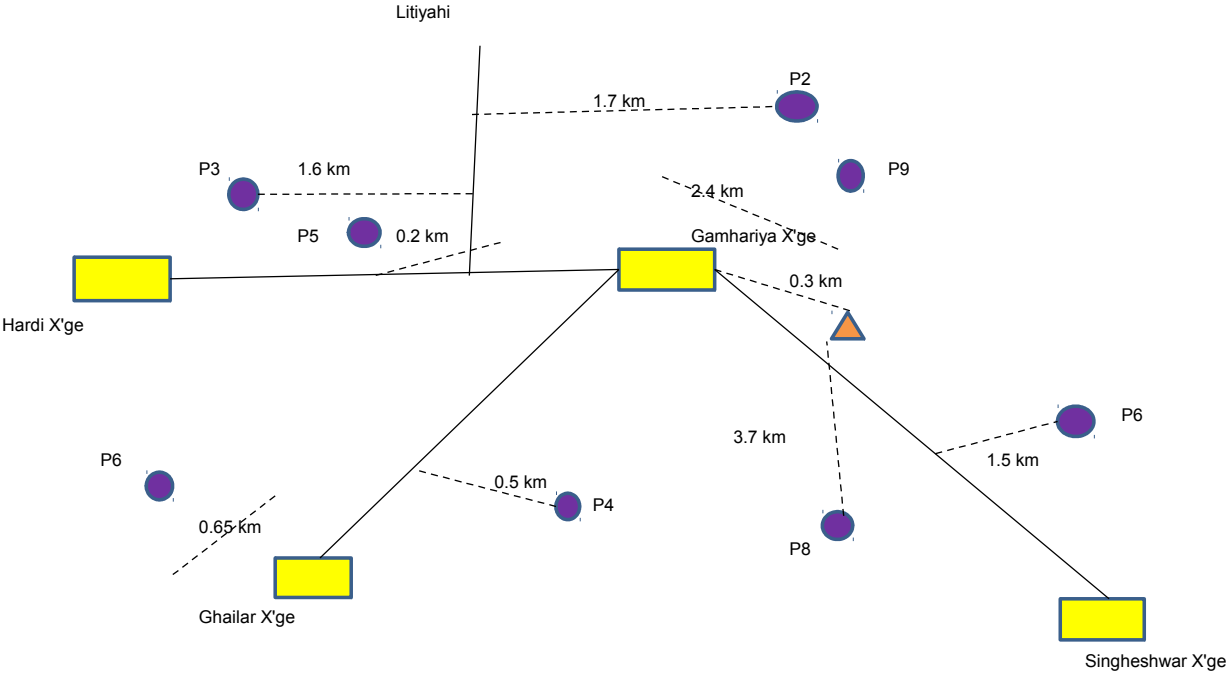 Litiyahi
P2
1.7 km
P3
1.6 km
P9
2.4 km
P5
0.2 km
Gamhariya X'ge
0.3 km
Hardi X'ge
P6
3.7 km
1.5 km
P6
0.5 km
P4
0.65 km
P8
Ghailar X'ge
Singheshwar X'ge